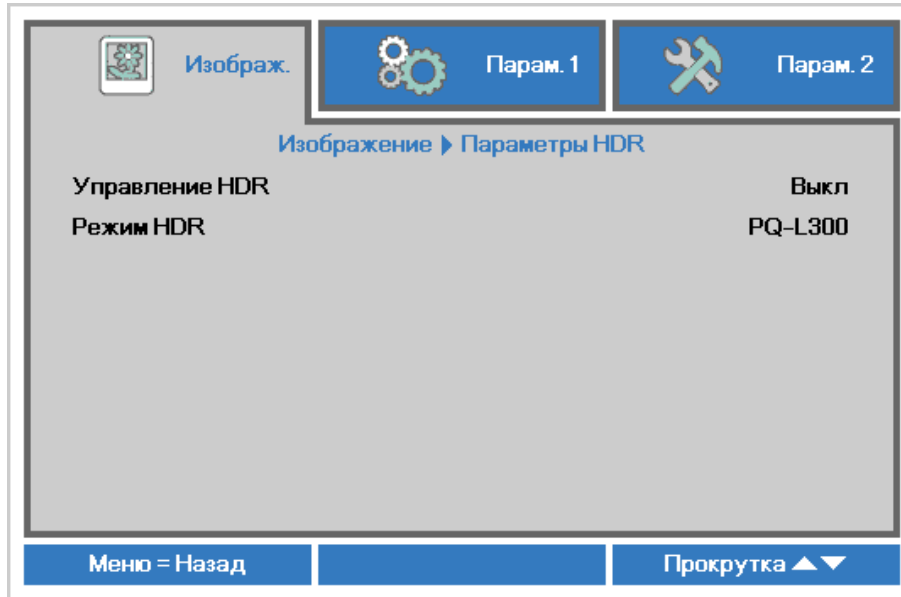 Изображ. Парам. 1 Парам. 2
Изображение ▶ Параметры HDR
Управление HDR Выкл
Режим HDR PQ-L300
Меню = Назад Прокрутка ▲▼